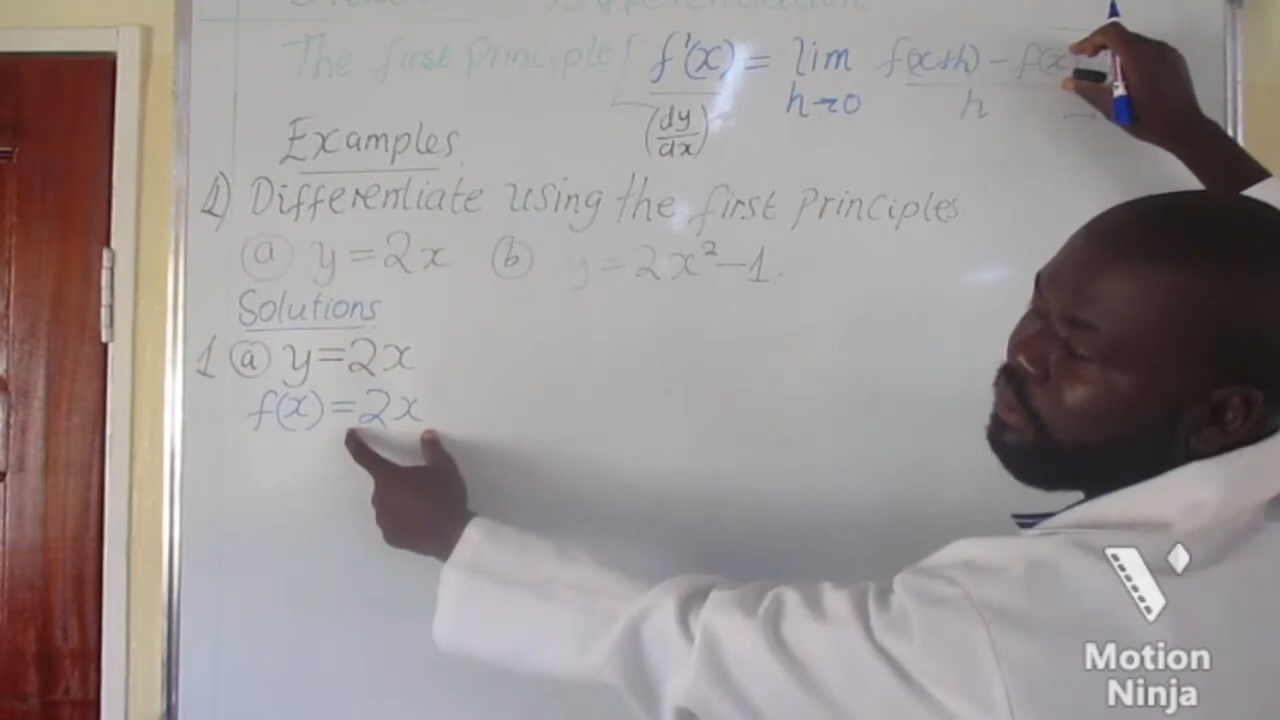 Differentiation
The first Principle f'(x) = lim h→0 f(x+h) - f(x) / h
(dy/dx)
Examples
1) Differentiate using the first Principles
(a) y=2x (b) y=2x²-1.
Solutions
1 (a) y=2x
f(x)=2x
Motion
Ninja